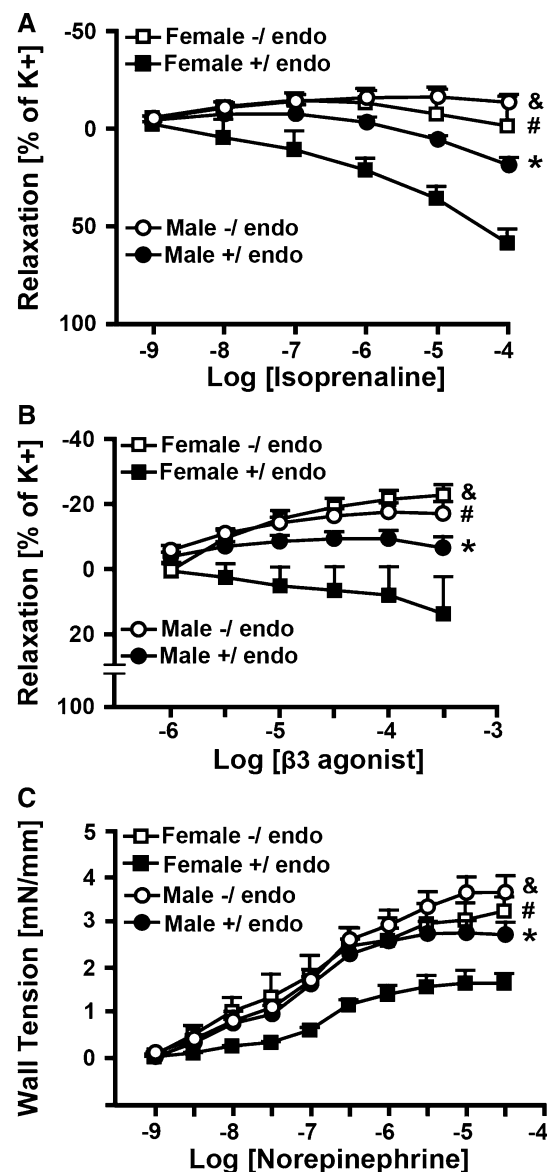 A
Relaxation [% of K+]
-50
0
50
100
Female -/ endo
Female +/ endo
Male -/ endo
Male +/ endo
&
#
*
-9 -8 -7 -6 -5 -4
Log [Isoprenaline]
B
Relaxation [% of K+]
-40
-20
0
20
100
Female -/ endo
Female +/ endo
Male -/ endo
Male +/ endo
&
#
*
-6 -5 -4 -3
Log [β3 agonist]
C
Wall Tension [mN/mm]
5
4
3
2
1
0
Female -/ endo
Female +/ endo
Male -/ endo
Male +/ endo
&
#
*
-9 -8 -7 -6 -5 -4
Log [Norepinephrine]